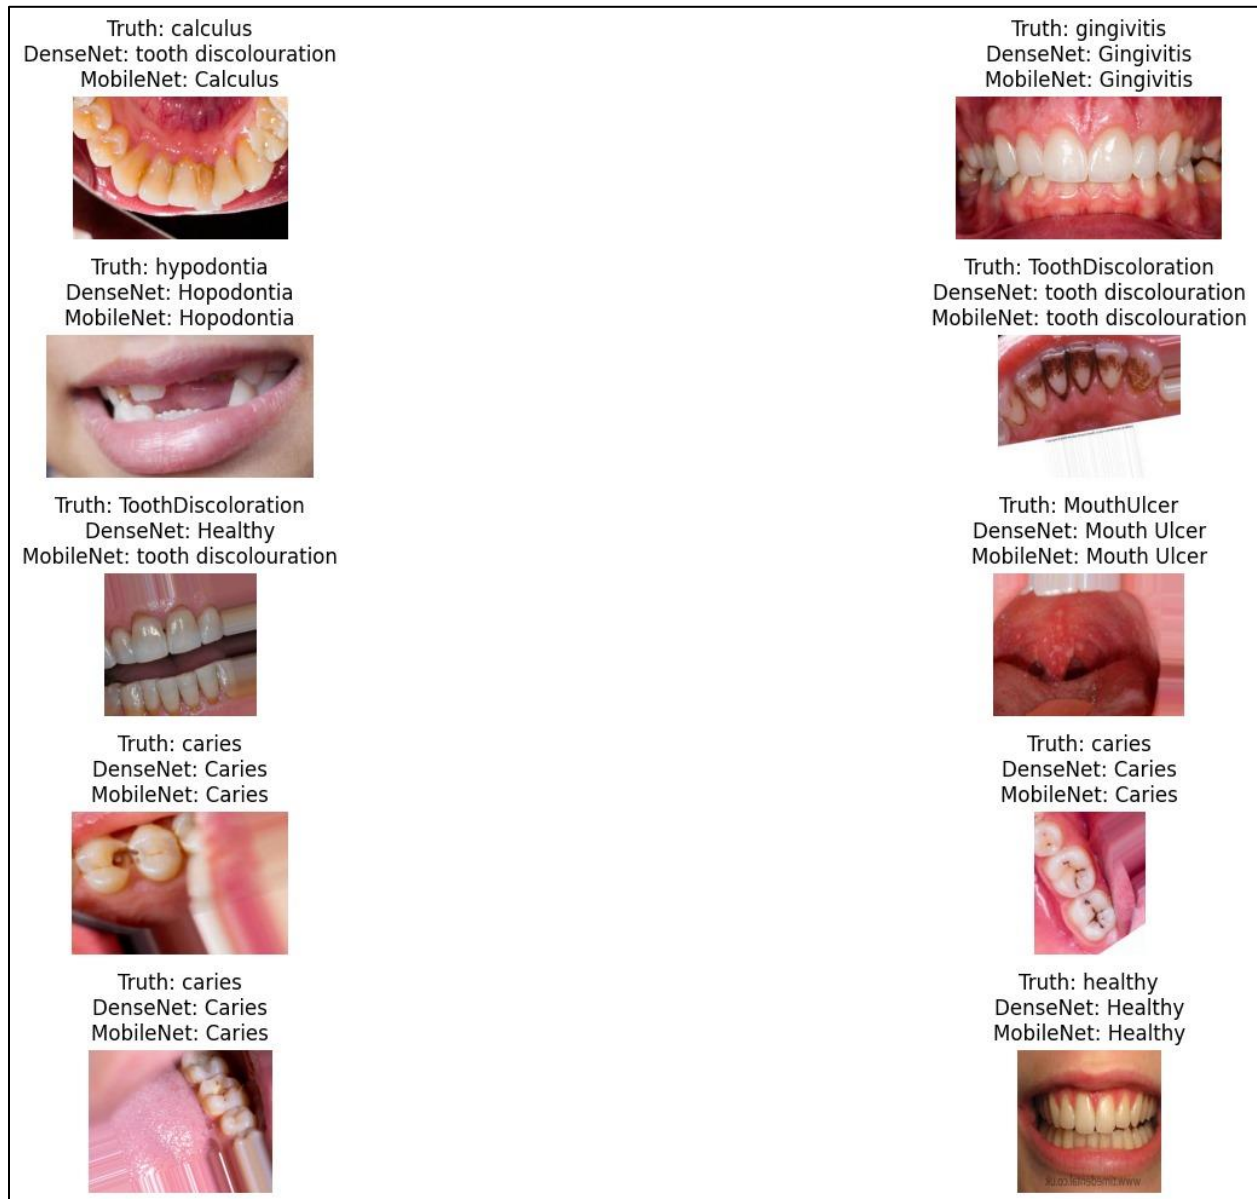 Truth: calculus
DenseNet: tooth discolouration
MobileNet: Calculus
Truth: gingivitis
DenseNet: Gingivitis
MobileNet: Gingivitis
Truth: hypodontia
DenseNet: Hopodontia
MobileNet: Hopodontia
Truth: ToothDiscoloration
DenseNet: tooth discolouration
MobileNet: tooth discolouration
Truth: ToothDiscoloration
DenseNet: Healthy
MobileNet: tooth discolouration
Truth: MouthUlcer
DenseNet: Mouth Ulcer
MobileNet: Mouth Ulcer
Truth: caries
DenseNet: Caries
MobileNet: Caries
Truth: caries
DenseNet: Caries
MobileNet: Caries
Truth: caries
DenseNet: Caries
MobileNet: Caries
Truth: healthy
DenseNet: Healthy
MobileNet: Healthy